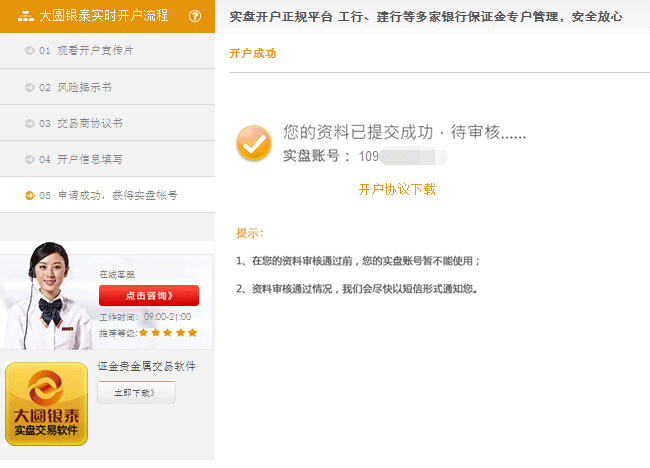 大圆银泰实时开户流程
01 观看开户宣传片
02 风险揭示书
03 交易商协议书
04 开户信息填写
05 申请成功，获得实盘帐号
在线客服
点击咨询》
工作时间：09:00-21:00
推荐等级：
证金贵金属交易软件
立即下载》
大圆银泰
实盘交易软件
实盘开户正规平台 工行、建行等多家银行保证金专户管理，安全放心
开户成功
您的资料已提交成功，待审核……
实盘账号： 109
开户协议下载
提示：
1、在您的资料审核通过前，您的实盘账号暂不能使用；
2、资料审核通过情况，我们会尽快以短信形式通知您。